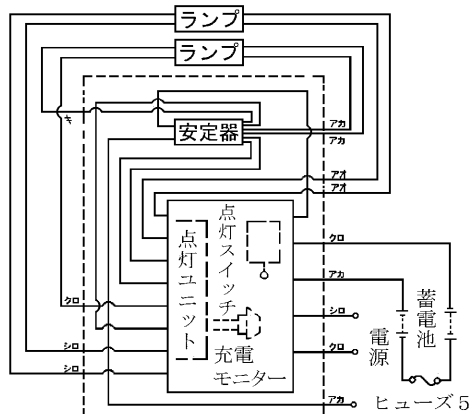 ランプ
ランプ
キ
安定器
アカ
アカ
アオ
アオ
点灯スイッチ
点灯ユニット
クロ
アカ
クロ
シロ
蓄電池
電源
シロ
充電
モニター
クロ
シロ
アカ
ヒューズ5